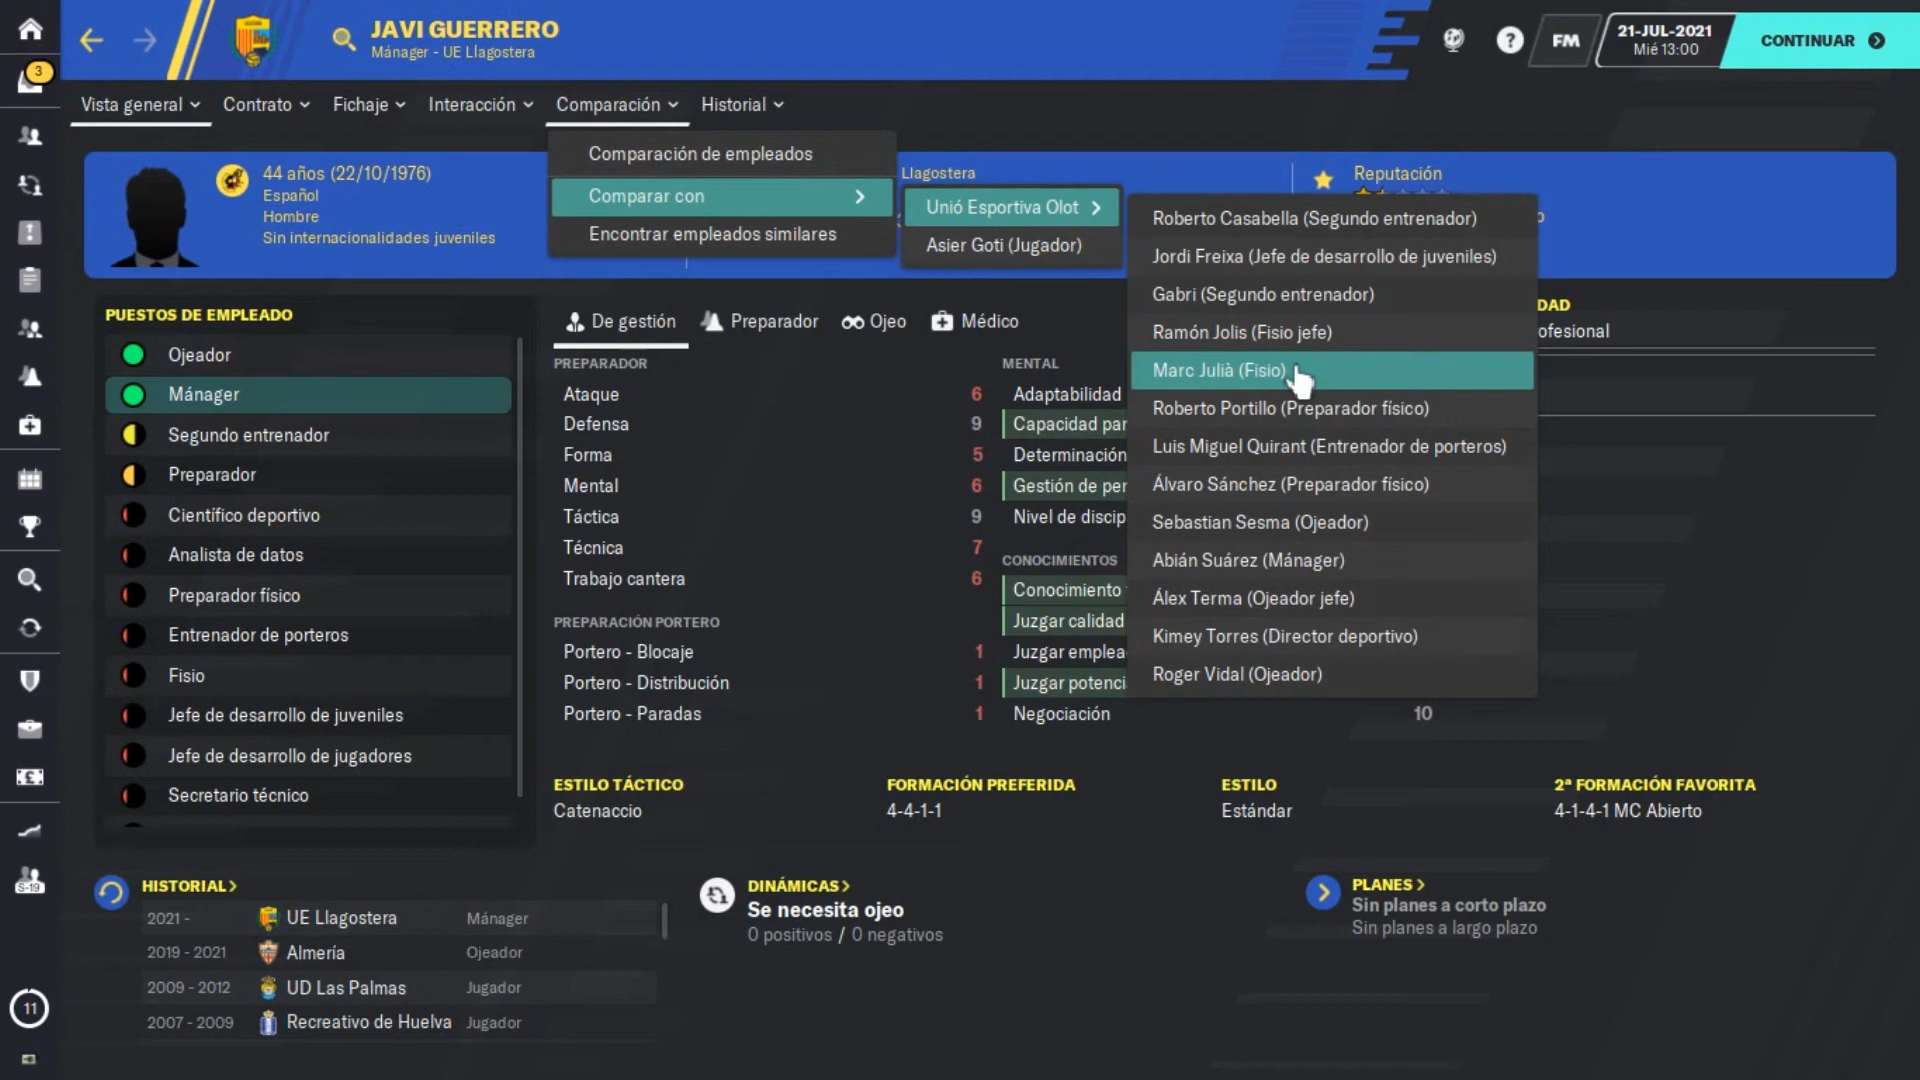 3
JAVI GUERRERO
Mánager - UE Llagostera
FM
21-JUL-2021
Mié 13:00
CONTINUAR
Vista general
Contrato
Fichaje
Interacción
Comparación
Historial
Comparación de empleados
Comparar con
Encontrar empleados similares
Unió Esportiva Olot
Asier Goti (Jugador)
Roberto Casabella (Segundo entrenador)
Jordi Freixa (Jefe de desarrollo de juveniles)
Gabri (Segundo entrenador)
Ramón Jolis (Fisio jefe)
Marc Julià (Fisio)
Roberto Portillo (Preparador físico)
Luis Miguel Quirant (Entrenador de porteros)
Álvaro Sánchez (Preparador físico)
Sebastian Sesma (Ojeador)
Abián Suárez (Mánager)
Álex Terma (Ojeador jefe)
Kimey Torres (Director deportivo)
Roger Vidal (Ojeador)
44 años (22/10/1976)
Español
Hombre
Sin internacionalidades juveniles
Llagostera
Reputación
PUESTOS DE EMPLEADO
Ojeador
Mánager
Segundo entrenador
Preparador
Científico deportivo
Analista de datos
Preparador físico
Entrenador de porteros
Fisio
Jefe de desarrollo de juveniles
Jefe de desarrollo de jugadores
Secretario técnico
De gestión
Preparador
Ojeo
Médico
PREPARADOR
Ataque 6
Defensa 9
Forma 5
Mental 6
Táctica 9
Técnica 7
Trabajo cantera 6
PREPARACIÓN PORTERO
Portero - Blocaje 1
Portero - Distribución 1
Portero - Paradas 1
MENTAL
Adaptabilidad
Capacidad par
Determinación
Gestión de per
Nivel de discip
CONOCIMIENTOS
Conocimiento
Juzgar calidad
Juzgar emplea
Juzgar potenci
Negociación 10
DAD
ofesional
ESTILO TÁCTICO
Catenaccio
FORMACIÓN PREFERIDA
4-4-1-1
ESTILO
Estándar
2ª FORMACIÓN FAVORITA
4-1-4-1 MC Abierto
HISTORIAL
2021 - UE Llagostera Mánager
2019 - 2021 Almería Ojeador
2009 - 2012 UD Las Palmas Jugador
2007 - 2009 Recreativo de Huelva Jugador
DINÁMICAS
Se necesita ojeo
0 positivos / 0 negativos
PLANES
Sin planes a corto plazo
Sin planes a largo plazo
S-19
11